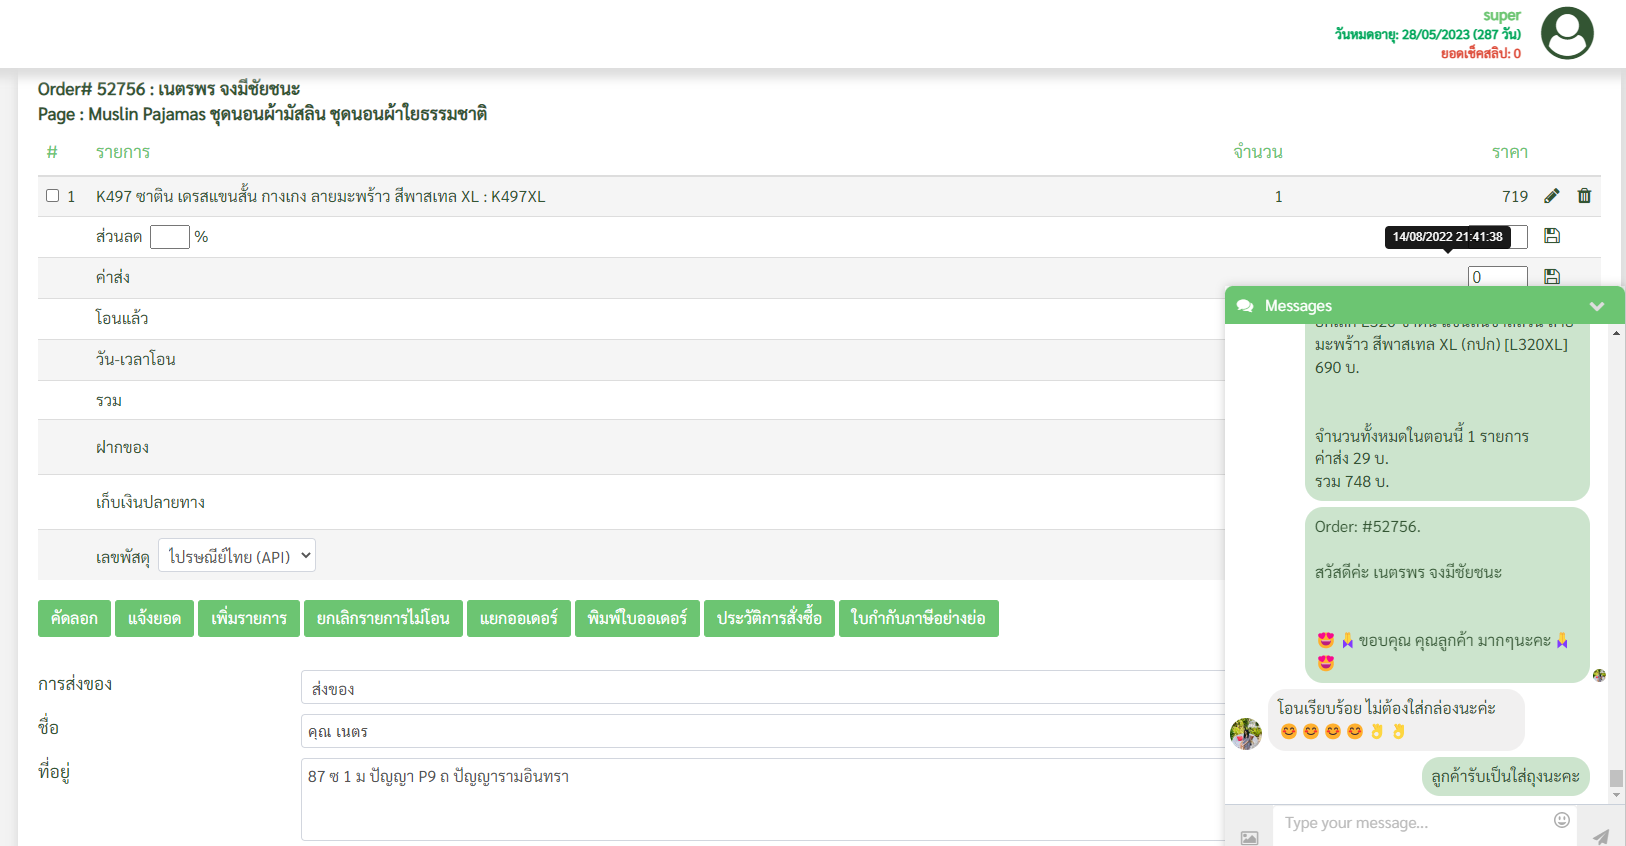 super
วันหมดอายุ: 28/05/2023 (287 วัน)
ยอดเช็คสลิป: 0
Order# 52756 : เนตรพร จงมีชัยชนะ
Page : Muslin Pajamas ชุดนอนผ้ามัสลิน ชุดนอนผ้าใยธรรมชาติ
# รายการ จำนวน ราคา
1 K497 ซาติน เดรสแขนสั้น กางเกง ลายมะพร้าว สีพาสเทล XL : K497XL 1 719
ส่วนลด %
14/08/2022 21:41:38
ค่าส่ง 0
โอนแล้ว
วัน-เวลาโอน
รวม
ฝากของ
เก็บเงินปลายทาง
เลขพัสดุ ไปรษณีย์ไทย (API)
คัดลอก แจ้งยอด เพิ่มรายการ ยกเลิกรายการไม่โอน แยกออเดอร์ พิมพ์ใบออเดอร์ ประวัติการสั่งซื้อ ใบกำกับภาษีอย่างย่อ
การส่งของ ส่งของ
ชื่อ คุณ เนตร
ที่อยู่ 87 ซ 1 ม ปัญญา P9 ถ ปัญญารามอินทรา
Messages
มะพร้าว สีพาสเทล XL (กปก) [L320XL]
690 บ.
จำนวนทั้งหมดในตอนนี้ 1 รายการ
ค่าส่ง 29 บ.
รวม 748 บ.
Order: #52756.
สวัสดีค่ะ เนตรพร จงมีชัยชนะ
😍🙏ขอบคุณ คุณลูกค้า มากๆนะคะ🙏
😍
โอนเรียบร้อย ไม่ต้องใส่กล่องนะค่ะ
😊😊😊😊👌👌
ลูกค้ารับเป็นใส่ถุงนะคะ
Type your message...